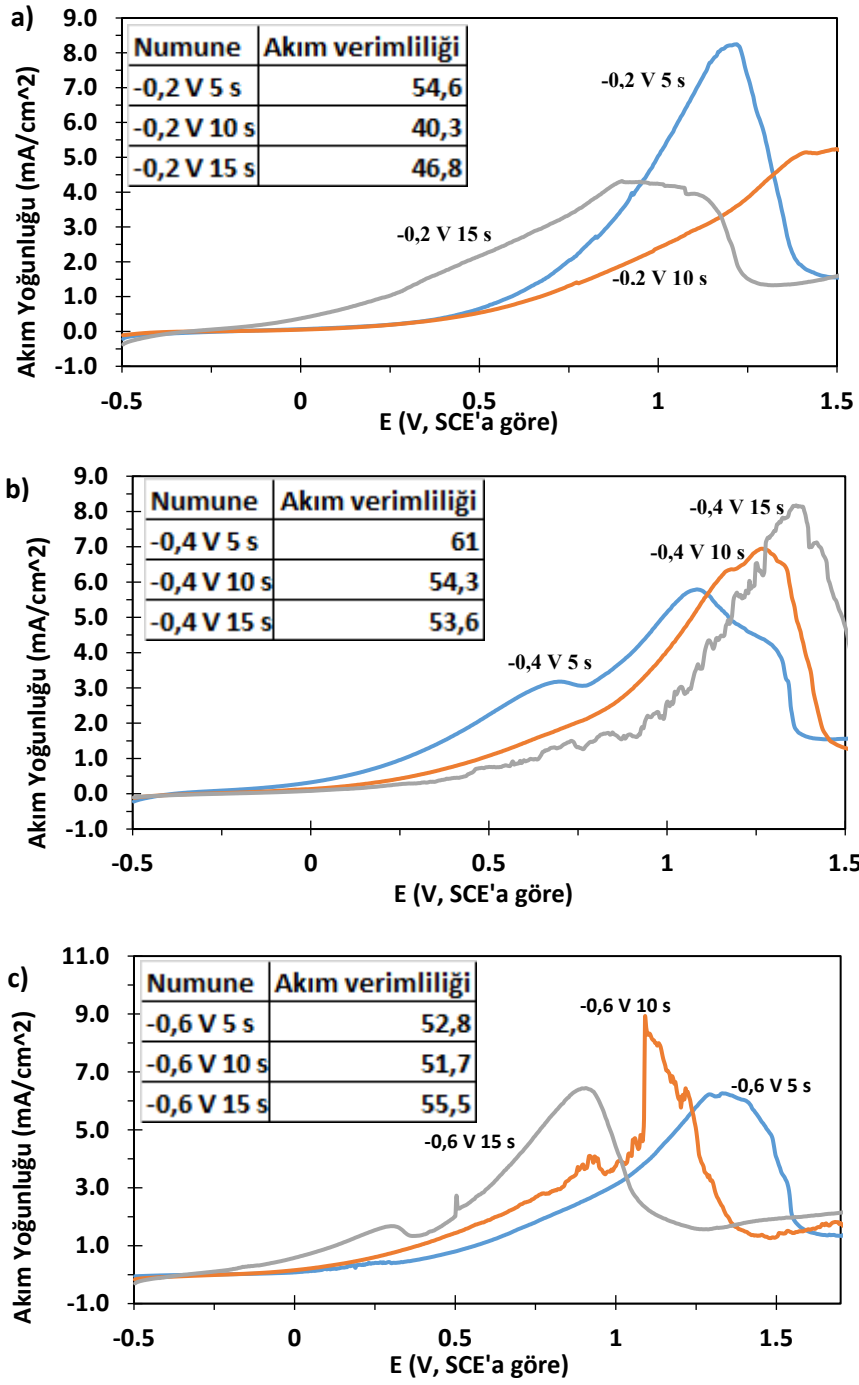 a)
9.0
8.0
7.0
6.0
5.0
4.0
3.0
2.0
1.0
0.0
-1.0
Akım Yoğunluğu (mA/cm^2)
Numune Akım verimliliği
-0,2 V 5 s 54,6
-0,2 V 10 s 40,3
-0,2 V 15 s 46,8
-0,2 V 5 s
-0,2 V 15 s
-0,2 V 10 s
-0.5 0 0.5 1 1.5
E (V, SCE'a göre)
b)
9.0
8.0
7.0
6.0
5.0
4.0
3.0
2.0
1.0
0.0
-1.0
Akım Yoğunluğu (mA/cm^2)
Numune Akım verimliliği
-0,4 V 5 s 61
-0,4 V 10 s 54,3
-0,4 V 15 s 53,6
-0,4 V 15 s
-0,4 V 10 s
-0,4 V 5 s
-0.5 0 0.5 1 1.5
E (V, SCE'a göre)
c)
11.0
9.0
7.0
5.0
3.0
1.0
-1.0
Akım Yoğunluğu (mA/cm^2)
Numune Akım verimliliği
-0,6 V 5 s 52,8
-0,6 V 10 s 51,7
-0,6 V 15 s 55,5
-0,6 V 10 s
-0,6 V 5 s
-0,6 V 15 s
-0.5 0 0.5 1 1.5
E (V, SCE'a göre)